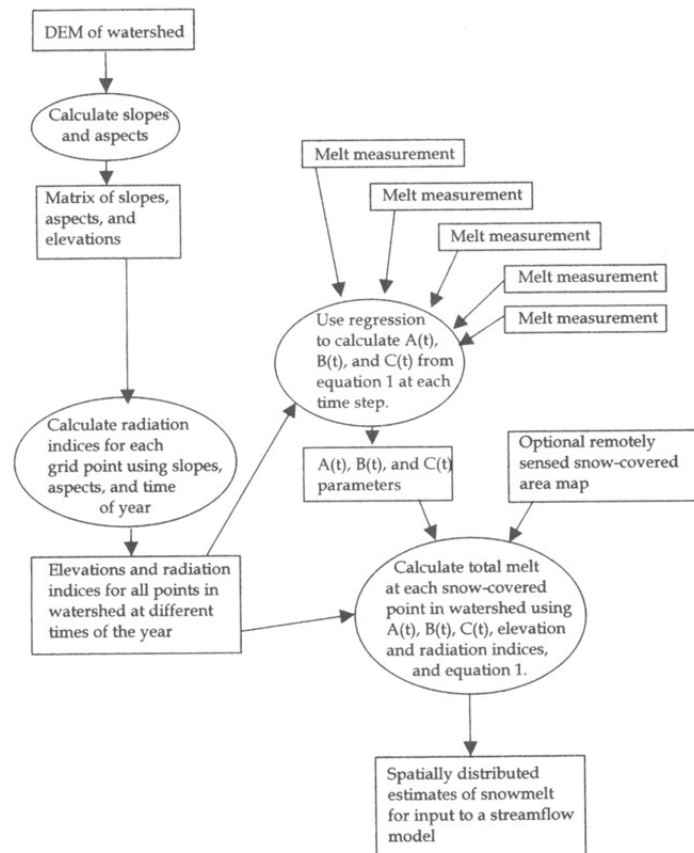 DEM of watershed
Calculate slopes
and aspects
Matrix of slopes,
aspects, and
elevations
Calculate radiation
indices for each
grid point using slopes,
aspects, and time
of year
Elevations and radiation
indices for all points in
watershed at different
times of the year
Melt measurement
Melt measurement
Melt measurement
Melt measurement
Melt measurement
Use regression
to calculate A(t),
B(t), and C(t) from
equation 1 at each
time step.
A(t), B(t), and C(t)
parameters
Optional remotely
sensed snow-covered
area map
Calculate total melt
at each snow-covered
point in watershed using
A(t), B(t), C(t), elevation
and radiation indices,
and equation 1.
Spatially distributed
estimates of snowmelt
for input to a streamflow
model